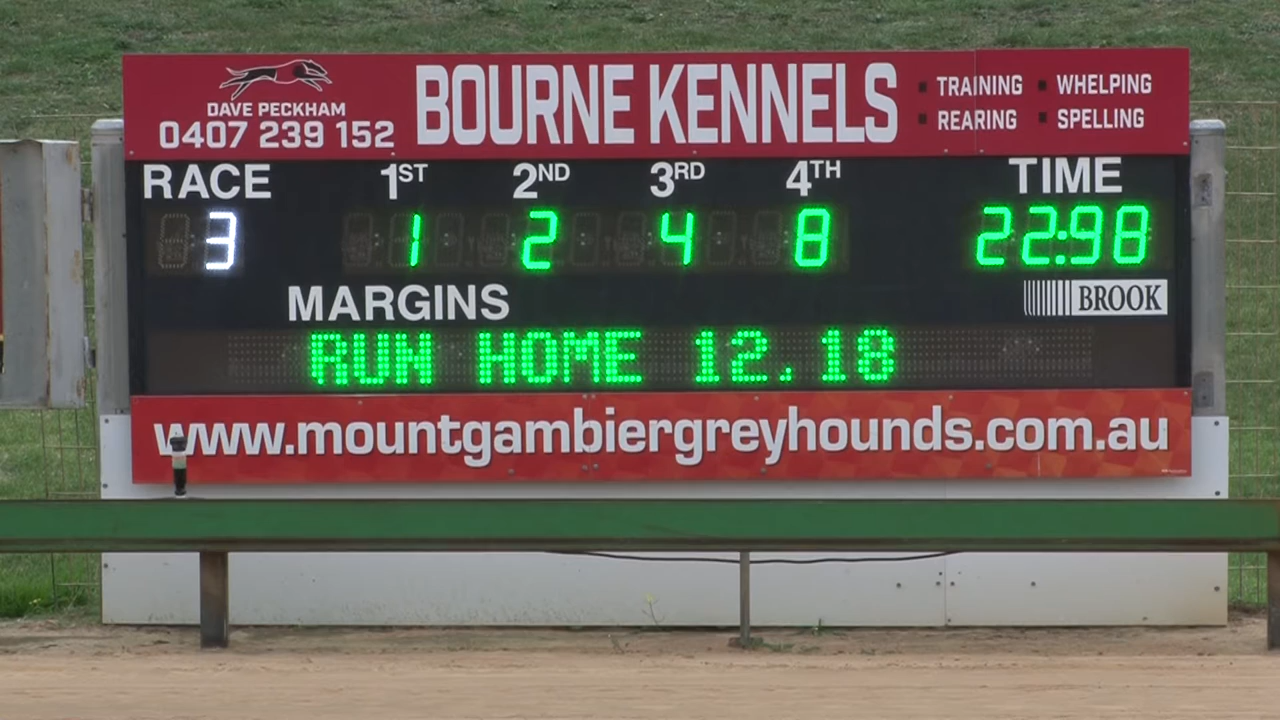 DAVE PECKHAM
0407 239 152
BOURNE KENNELS
TRAINING
WHELPING
REARING
SPELLING
RACE 1ST 2ND 3RD 4TH TIME
3 1 2 4 8 22:98
MARGINS
BROOK
RUN HOME 12.18
www.mountgambiergreyhounds.com.au